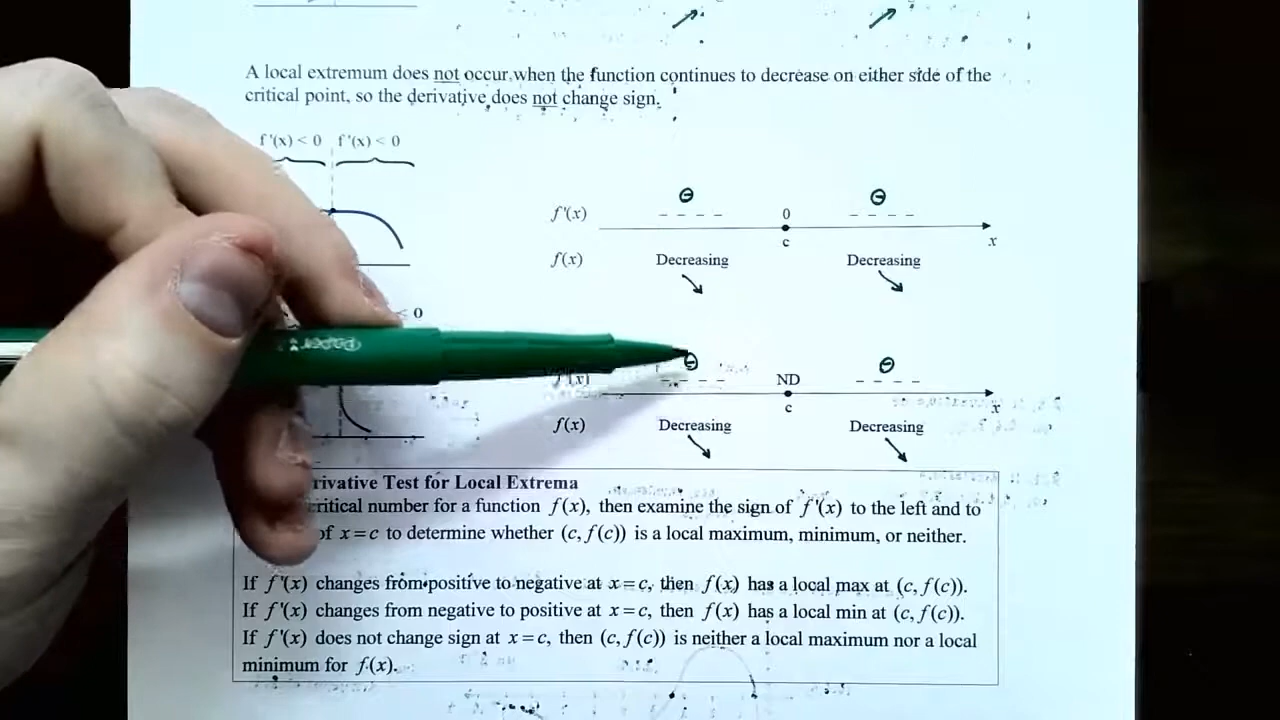 A local extremum does not occur when the function continues to decrease on either side of the
critical point, so the derivative does not change sign.
f'(x) < 0 f'(x) < 0
⊖ ⊖
f'(x) - - - - 0 - - - -
c x
f(x) Decreasing Decreasing
< 0
⊖ ⊖
f'(x) - - - - ND - - - -
c x
f(x) Decreasing Decreasing
Test for Local Extrema
number for a function f(x), then examine the sign of f'(x) to the left and to
of x = c to determine whether (c, f(c)) is a local maximum, minimum, or neither.
If f'(x) changes from positive to negative at x = c, then f(x) has a local max at (c, f(c)).
If f'(x) changes from negative to positive at x = c, then f(x) has a local min at (c, f(c)).
If f'(x) does not change sign at x = c, then (c, f(c)) is neither a local maximum nor a local
minimum for f(x).